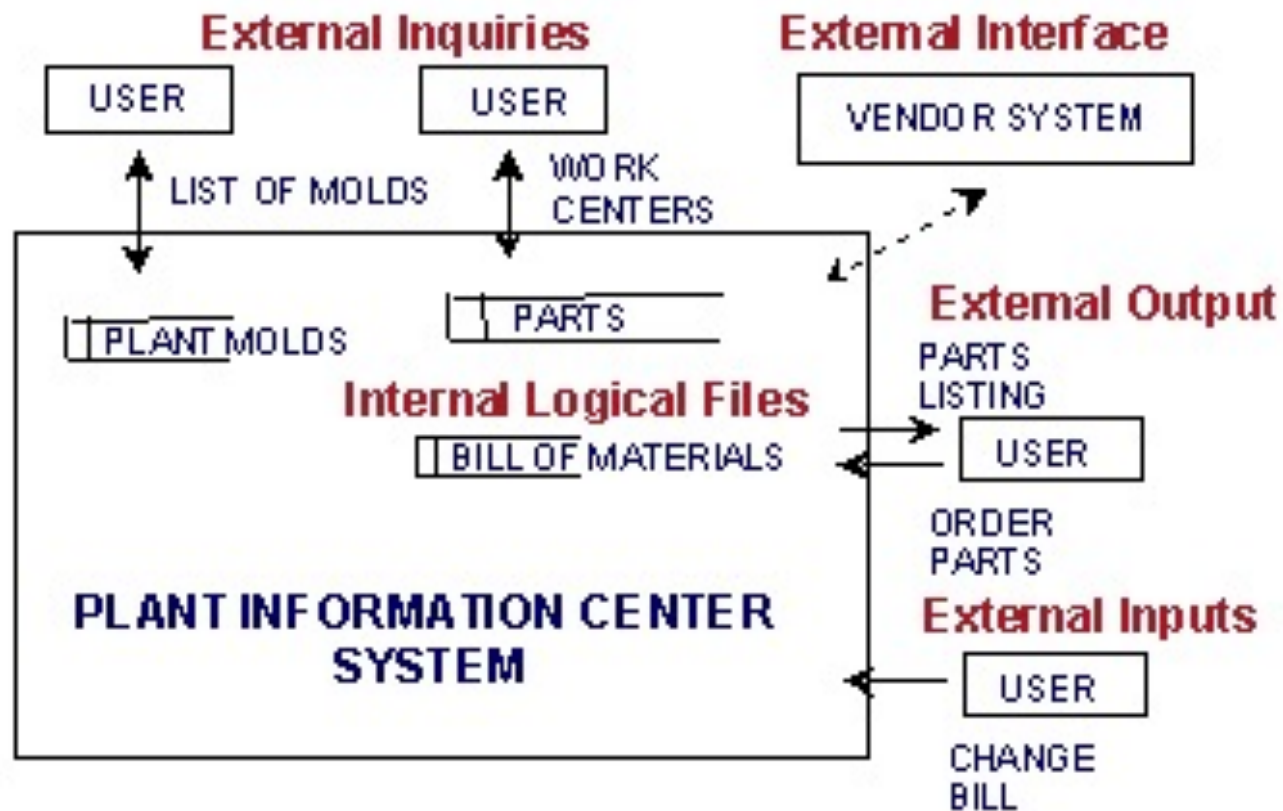 External Inquiries
External Interface
USER
USER
VENDOR SYSTEM
LIST OF MOLDS
WORK
CENTERS
PLANT MOLDS
PARTS
External Output
PARTS
LISTING
Internal Logical Files
BILL OF MATERIALS
USER
ORDER
PARTS
PLANT INFORMATION CENTER
SYSTEM
External Inputs
USER
CHANGE
BILL